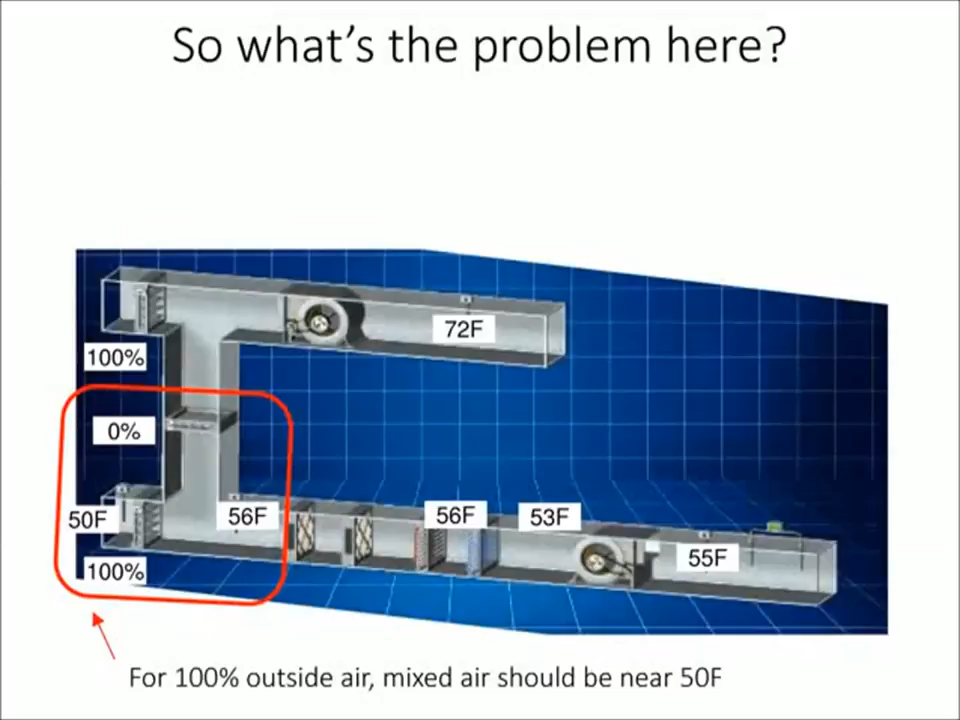 So what's the problem here?
72F
100%
0%
50F
56F
56F
53F
55F
100%
For 100% outside air, mixed air should be near 50F